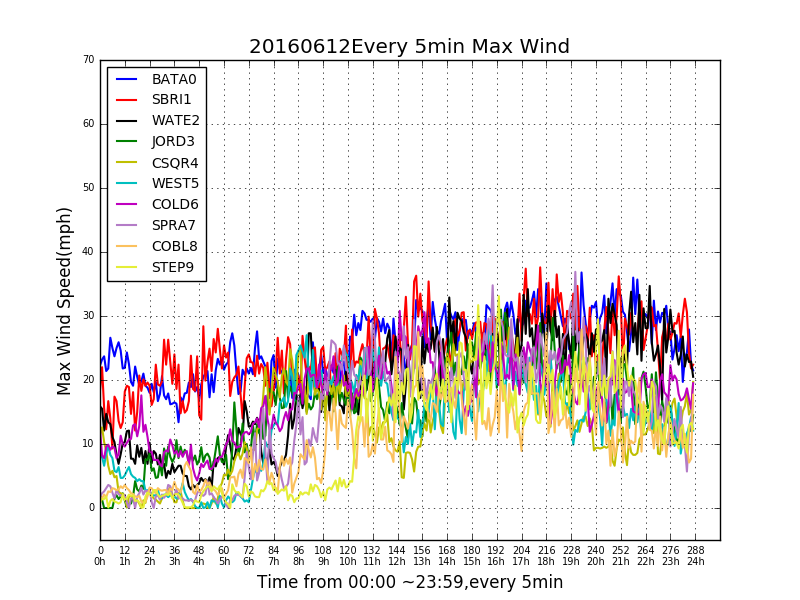 20160612Every 5min Max Wind
Max Wind Speed(mph)
70
60
50
40
30
20
10
0
BATA0
SBRI1
WATE2
JORD3
CSQR4
WEST5
COLD6
SPRA7
COBL8
STEP9
0 12 24 36 48 60 72 84 96 108 120 132 144 156 168 180 192 204 216 228 240 252 264 276 288
0h 1h 2h 3h 4h 5h 6h 7h 8h 9h 10h 11h 12h 13h 14h 15h 16h 17h 18h 19h 20h 21h 22h 23h 24h
Time from 00:00 ~23:59,every 5min